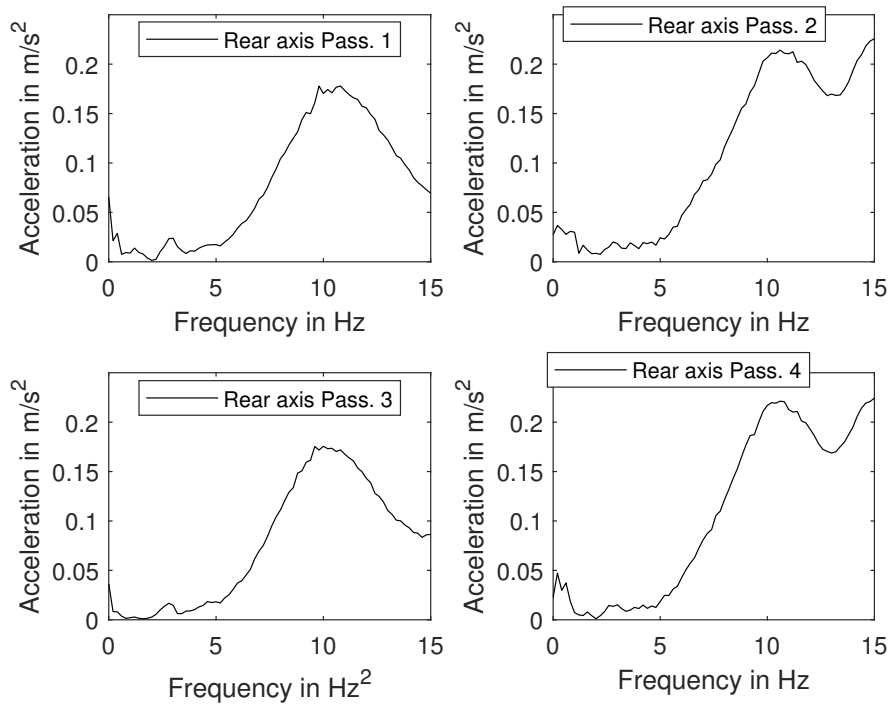 Rear axis Pass. 1
Acceleration in m/s²
0.2
0.15
0.1
0.05
0
0 5 10 15
Frequency in Hz
Rear axis Pass. 2
Acceleration in m/s²
0.2
0.15
0.1
0.05
0
0 5 10 15
Frequency in Hz
Rear axis Pass. 3
Acceleration in m/s²
0.2
0.15
0.1
0.05
0
0 5 10 15
Frequency in Hz²
Rear axis Pass. 4
Acceleration in m/s²
0.2
0.15
0.1
0.05
0
0 5 10 15
Frequency in Hz